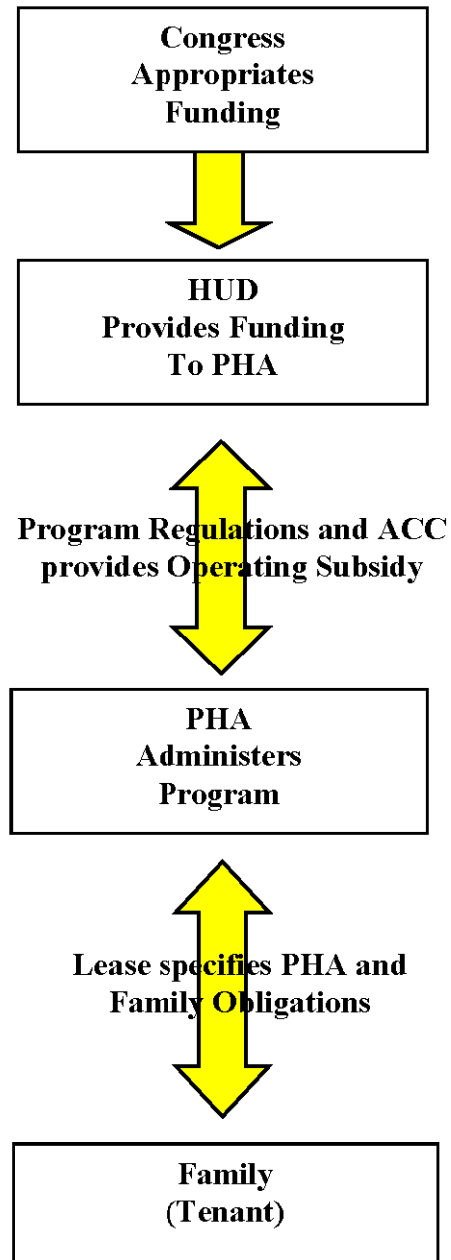 Congress
Appropriates
Funding
HUD
Provides Funding
To PHA
Program Regulations and ACC
provides Operating Subsidy
PHA
Administers
Program
Lease specifies PHA and
Family Obligations
Family
(Tenant)